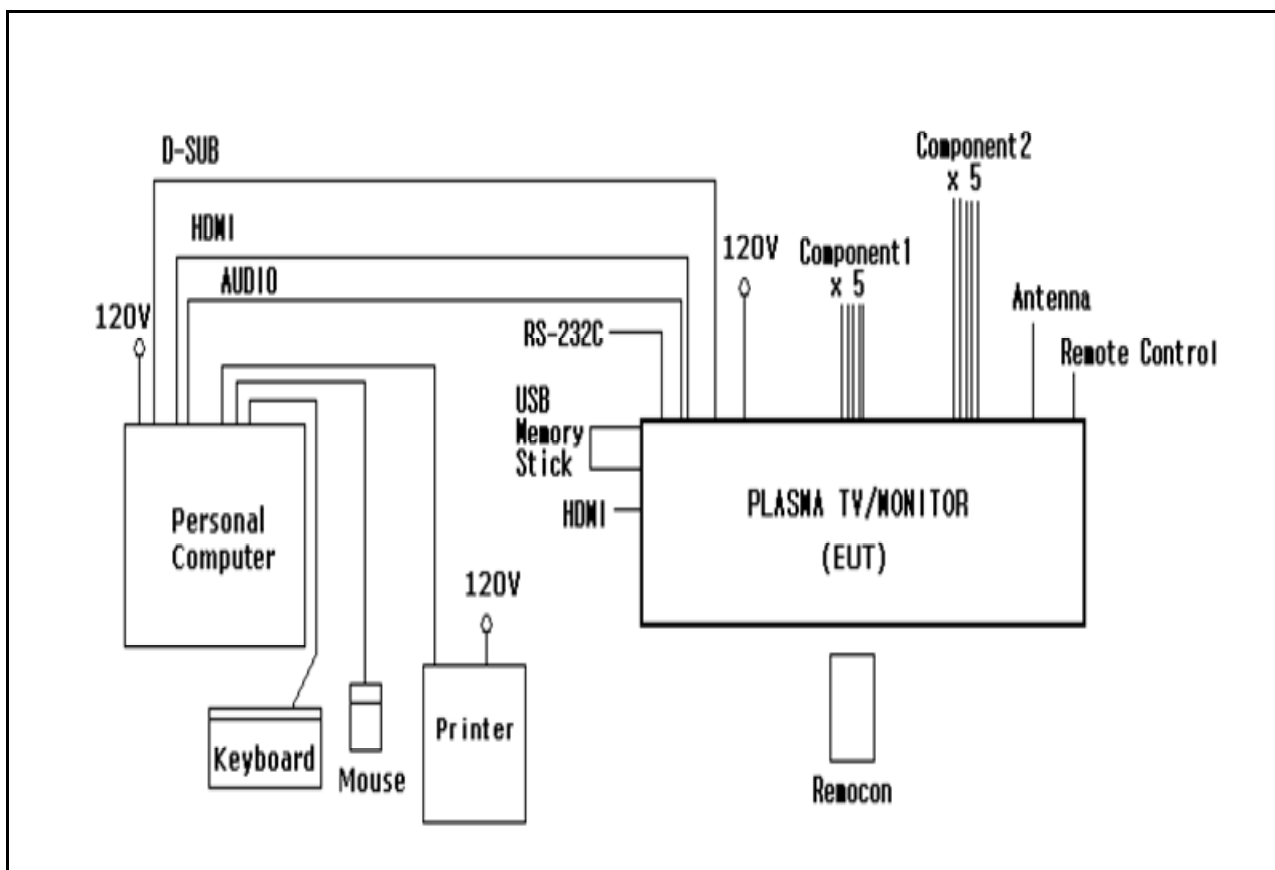 D-SUB
HDMI
AUDIO
120V
RS-232C
USB
Memory
Stick
HDMI
120V
Component1
x 5
Component2
x 5
Antenna
Remote Control
Personal
Computer
PLASMA TV/MONITOR
(EUT)
120V
Keyboard
Mouse
Printer
Remocon